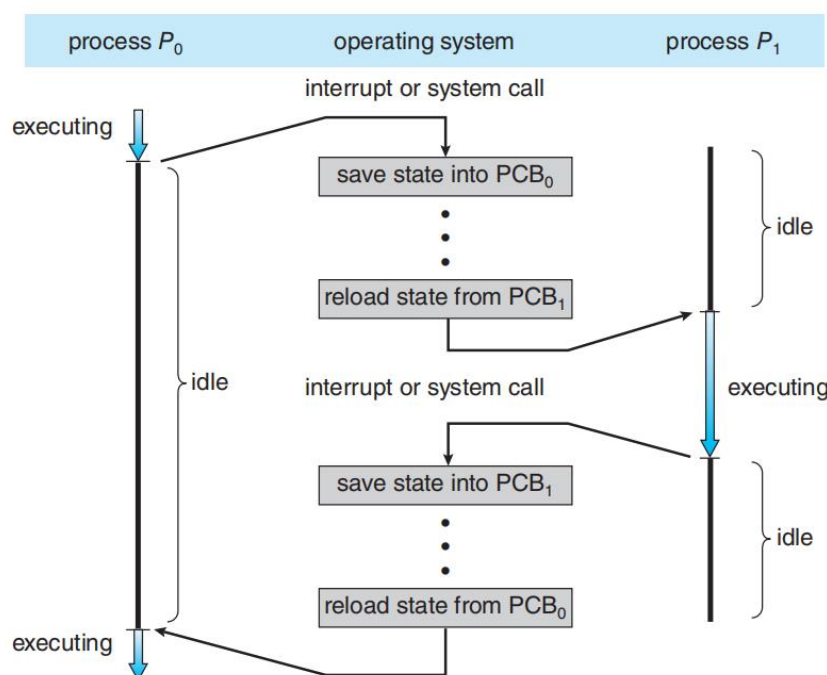 process P0 operating system process P1
interrupt or system call
executing
save state into PCB0
idle
reload state from PCB1
idle
interrupt or system call
executing
save state into PCB1
idle
reload state from PCB0
executing